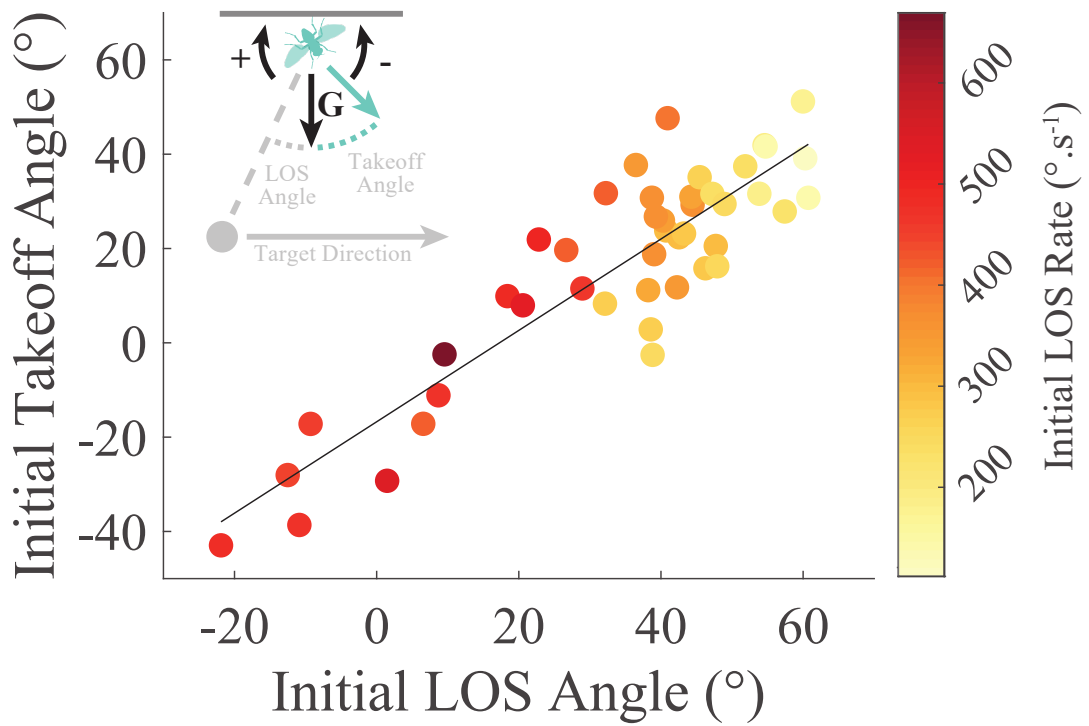 Initial Takeoff Angle (°)
60
40
20
0
-20
-40
+
-
G
LOS
Angle
Takeoff
Angle
Target Direction
-20 0 20 40 60
Initial LOS Angle (°)
600
500
400
300
200
Initial LOS Rate (°.s⁻¹)